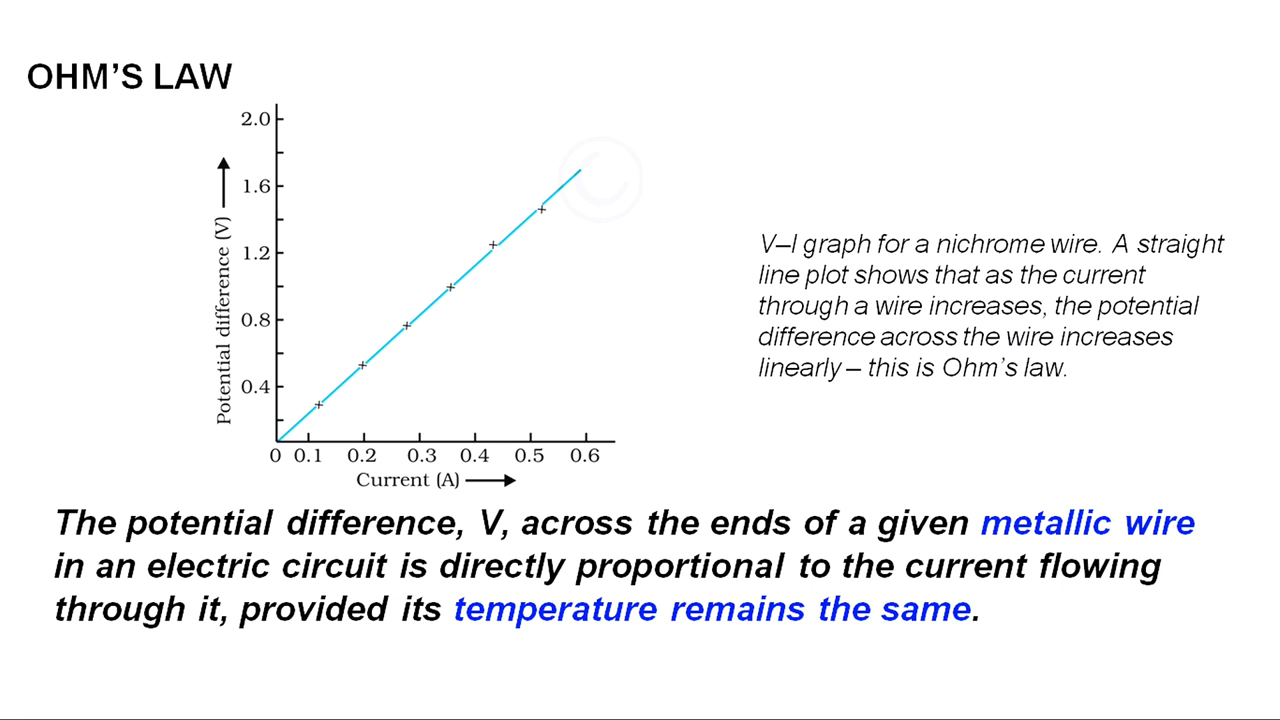 OHM’S LAW
2.0
1.6
1.2
0.8
0.4
Potential difference (V)
0 0.1 0.2 0.3 0.4 0.5 0.6
Current (A)
V–I graph for a nichrome wire. A straight
line plot shows that as the current
through a wire increases, the potential
difference across the wire increases
linearly – this is Ohm’s law.
The potential difference, V, across the ends of a given metallic wire
in an electric circuit is directly proportional to the current flowing
through it, provided its temperature remains the same.